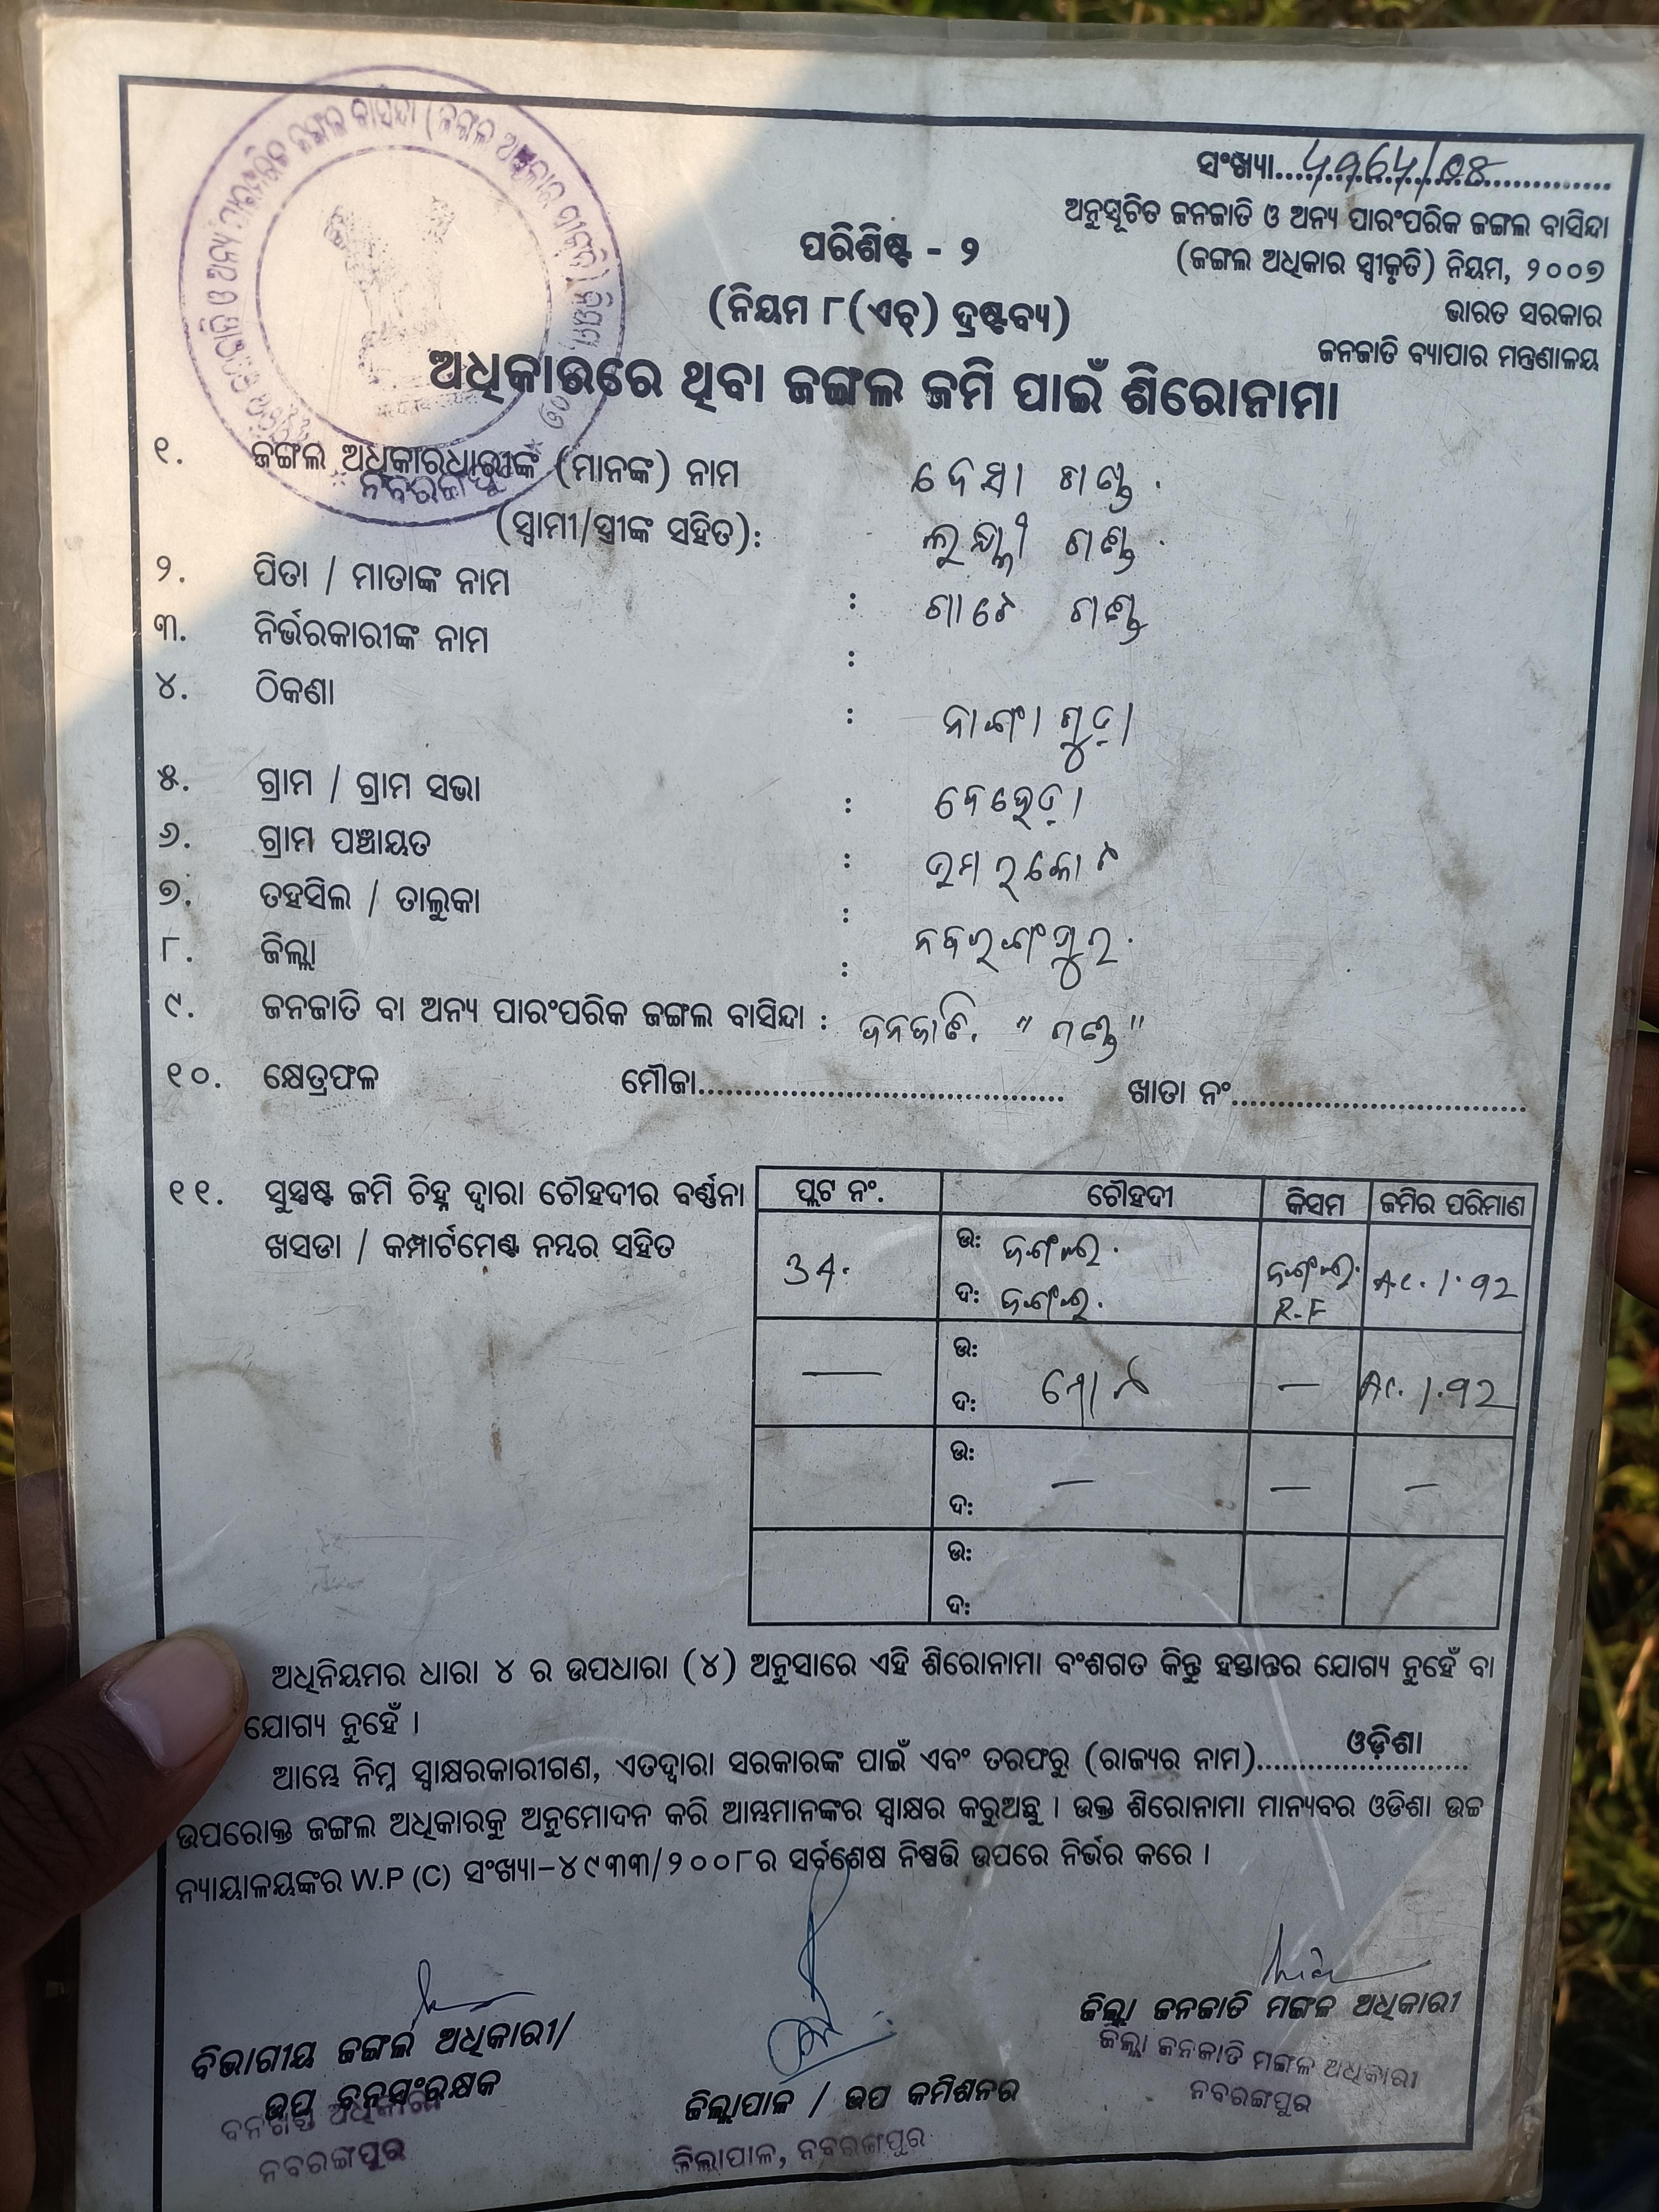 ସଂଖ୍ୟା
ଅନୁସୂଚିତ ଜନଜାତି ଓ ଅନ୍ୟ ପାରଂପରିକ ଜଙ୍ଗଲ ବାସିନ୍ଦା
(ଜଙ୍ଗଲ ଅଧିକାର ସ୍ୱୀକୃତି) ନିୟମ, ୨୦୦୭
ଭାରତ ସରକାର
ଜନଜାତି ବ୍ୟାପାର ମନ୍ତ୍ରଣାଳୟ
ପରିଶିଷ୍ଟ - ୨
(ନିୟମ ୮(ଏଚ୍) ଦ୍ରଷ୍ଟବ୍ୟ)
ଅଧିକାରରେ ଥିବା ଜଙ୍ଗଲ ଜମି ପାଇଁ ଶିରୋନାମା
୧. ଜଙ୍ଗଲ ଅଧିକାରଧାରୀଙ୍କ (ମାନଙ୍କ) ନାମ
(ସ୍ୱାମୀ/ସ୍ତ୍ରୀଙ୍କ ସହିତ):
୨. ପିତା / ମାତାଙ୍କ ନାମ :
୩. ନିର୍ଭରକାରୀଙ୍କ ନାମ :
୪. ଠିକଣା :
୫. ଗ୍ରାମ / ଗ୍ରାମ ସଭା :
୬. ଗ୍ରାମ ପଞ୍ଚାୟତ :
୭. ତହସିଲ / ତାଲୁକା : ଉମରକୋଟ
୮. ଜିଲ୍ଲା : ନବରଙ୍ଗପୁର
୯. ଜନଜାତି ବା ଅନ୍ୟ ପାରଂପରିକ ଜଙ୍ଗଲ ବାସିନ୍ଦା : ଜନଜାତି. "ଗଣ୍ଡ"
୧୦. କ୍ଷେତ୍ରଫଳ ମୌଜା........ ଖାତା ନଂ........
୧୧. ସୁସ୍ପଷ୍ଟ ଜମି ଚିହ୍ନ ଦ୍ୱାରା ଚୌହଦୀର ବର୍ଣ୍ଣନା
ଖସଡା / କମ୍ପାର୍ଟମେଣ୍ଟ ନମ୍ବର ସହିତ
ପ୍ଲଟ ନଂ. ଚୌହଦୀ କିସମ ଜମିର ପରିମାଣ
ଉ: ଜଙ୍ଗଲ.
34. ଜଙ୍ଗଲ. Ac. 1.92
ଦ: ଜଙ୍ଗଲ. R.F
ଉ:
— ମୋଟ — Ac. 1.92
ଦ:
ଉ:
— — —
ଦ:
ଉ:
ଦ:
ଅଧିନିୟମର ଧାରା ୪ ର ଉପଧାରା (୪) ଅନୁସାରେ ଏହି ଶିରୋନାମା ବଂଶଗତ କିନ୍ତୁ ହସ୍ତାନ୍ତର ଯୋଗ୍ୟ ନୁହେଁ ବା
ଯୋଗ୍ୟ ନୁହେଁ ।
ଆମ୍ଭେ ନିମ୍ନ ସ୍ୱାକ୍ଷରକାରୀଗଣ, ଏତଦ୍ୱାରା ସରକାରଙ୍କ ପାଇଁ ଏବଂ ତରଫରୁ (ରାଜ୍ୟର ନାମ)....ଓଡ଼ିଶା....
ଉପରୋକ୍ତ ଜଙ୍ଗଲ ଅଧିକାରକୁ ଅନୁମୋଦନ କରି ଆମ୍ଭମାନଙ୍କର ସ୍ୱାକ୍ଷର କରୁଅଛୁ । ଉକ୍ତ ଶିରୋନାମା ମାନ୍ୟବର ଓଡିଶା ଉଚ୍ଚ
ନ୍ୟାୟାଳୟଙ୍କର W.P (C) ସଂଖ୍ୟା-୪୯୩୩/୨୦୦୮ର ସର୍ବଶେଷ ନିଷ୍ପତ୍ତି ଉପରେ ନିର୍ଭର କରେ ।
ବିଭାଗୀୟ ଜଙ୍ଗଲ ଅଧିକାରୀ/
ଉପ ବନସଂରକ୍ଷକ
ନବରଙ୍ଗପୁର
ଜିଲ୍ଲାପାଳ / ଉପ କମିଶନର
ଜିଲାପାଳ, ନବରଙ୍ଗପୁର
ଜିଲ୍ଲା ଜନଜାତି ମଙ୍ଗଳ ଅଧିକାରୀ
ଜିଲ୍ଲା ଜନଜାତି ମଙ୍ଗଳ ଅଧିକାରୀ
ନବରଙ୍ଗପୁର